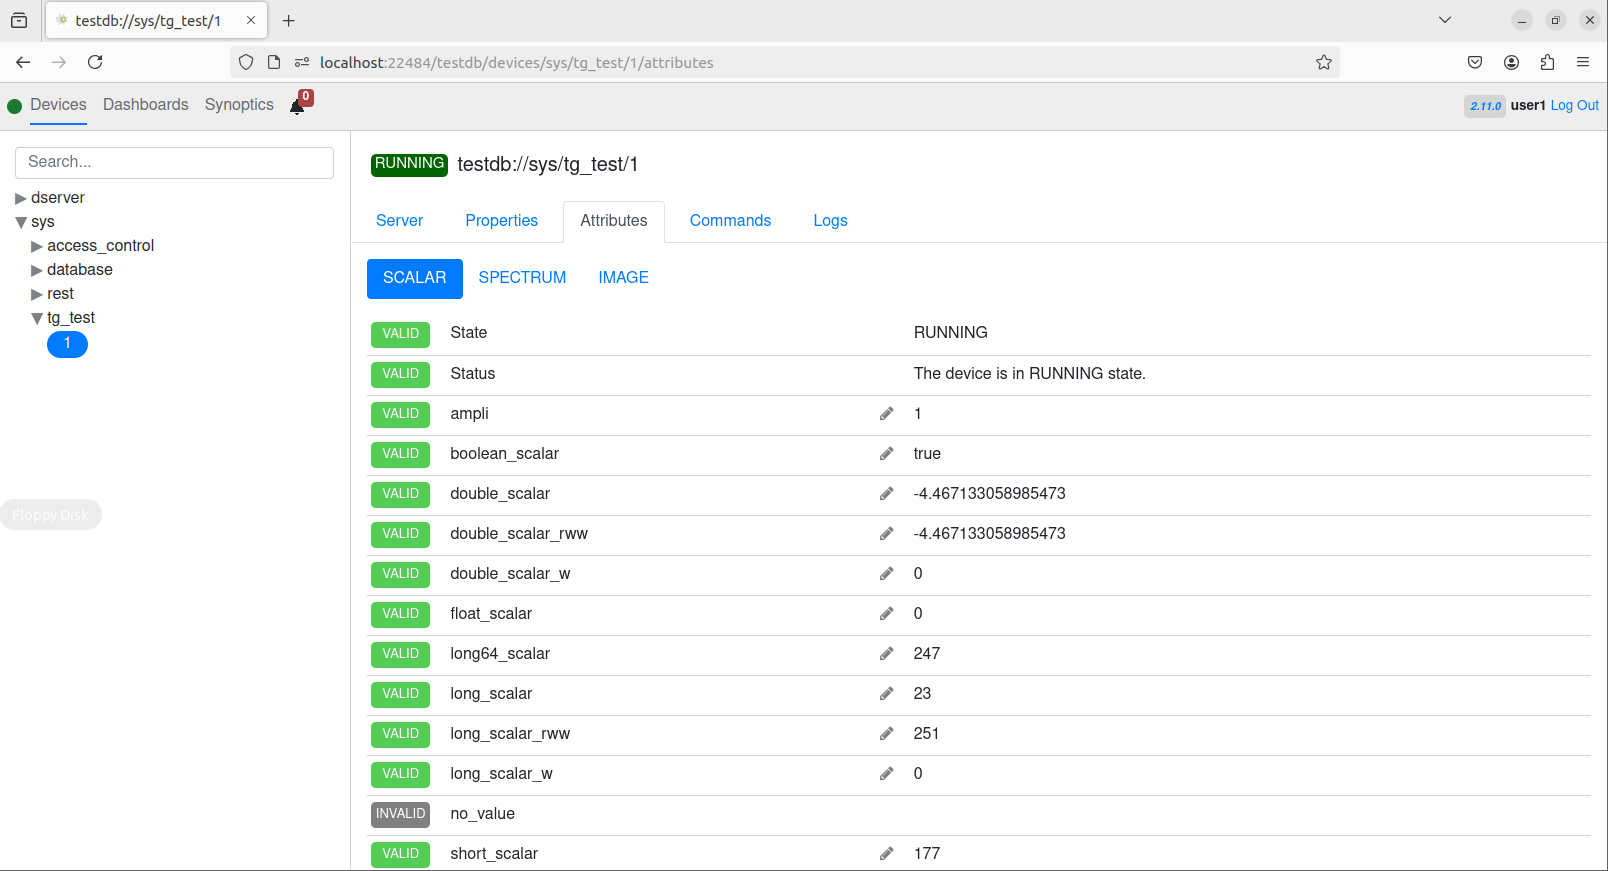 testdb://sys/tg_test/1
localhost:22484/testdb/devices/sys/tg_test/1/attributes
Devices Dashboards Synoptics 0 2.11.0 user1 Log Out
Search...
dserver
sys
access_control
database
rest
tg_test
1
Floppy Disk
RUNNING testdb://sys/tg_test/1
Server Properties Attributes Commands Logs
SCALAR SPECTRUM IMAGE
VALID State RUNNING
VALID Status The device is in RUNNING state.
VALID ampli 1
VALID boolean_scalar true
VALID double_scalar -4.467133058985473
VALID double_scalar_rww -4.467133058985473
VALID double_scalar_w 0
VALID float_scalar 0
VALID long64_scalar 247
VALID long_scalar 23
VALID long_scalar_rww 251
VALID long_scalar_w 0
INVALID no_value
VALID short_scalar 177